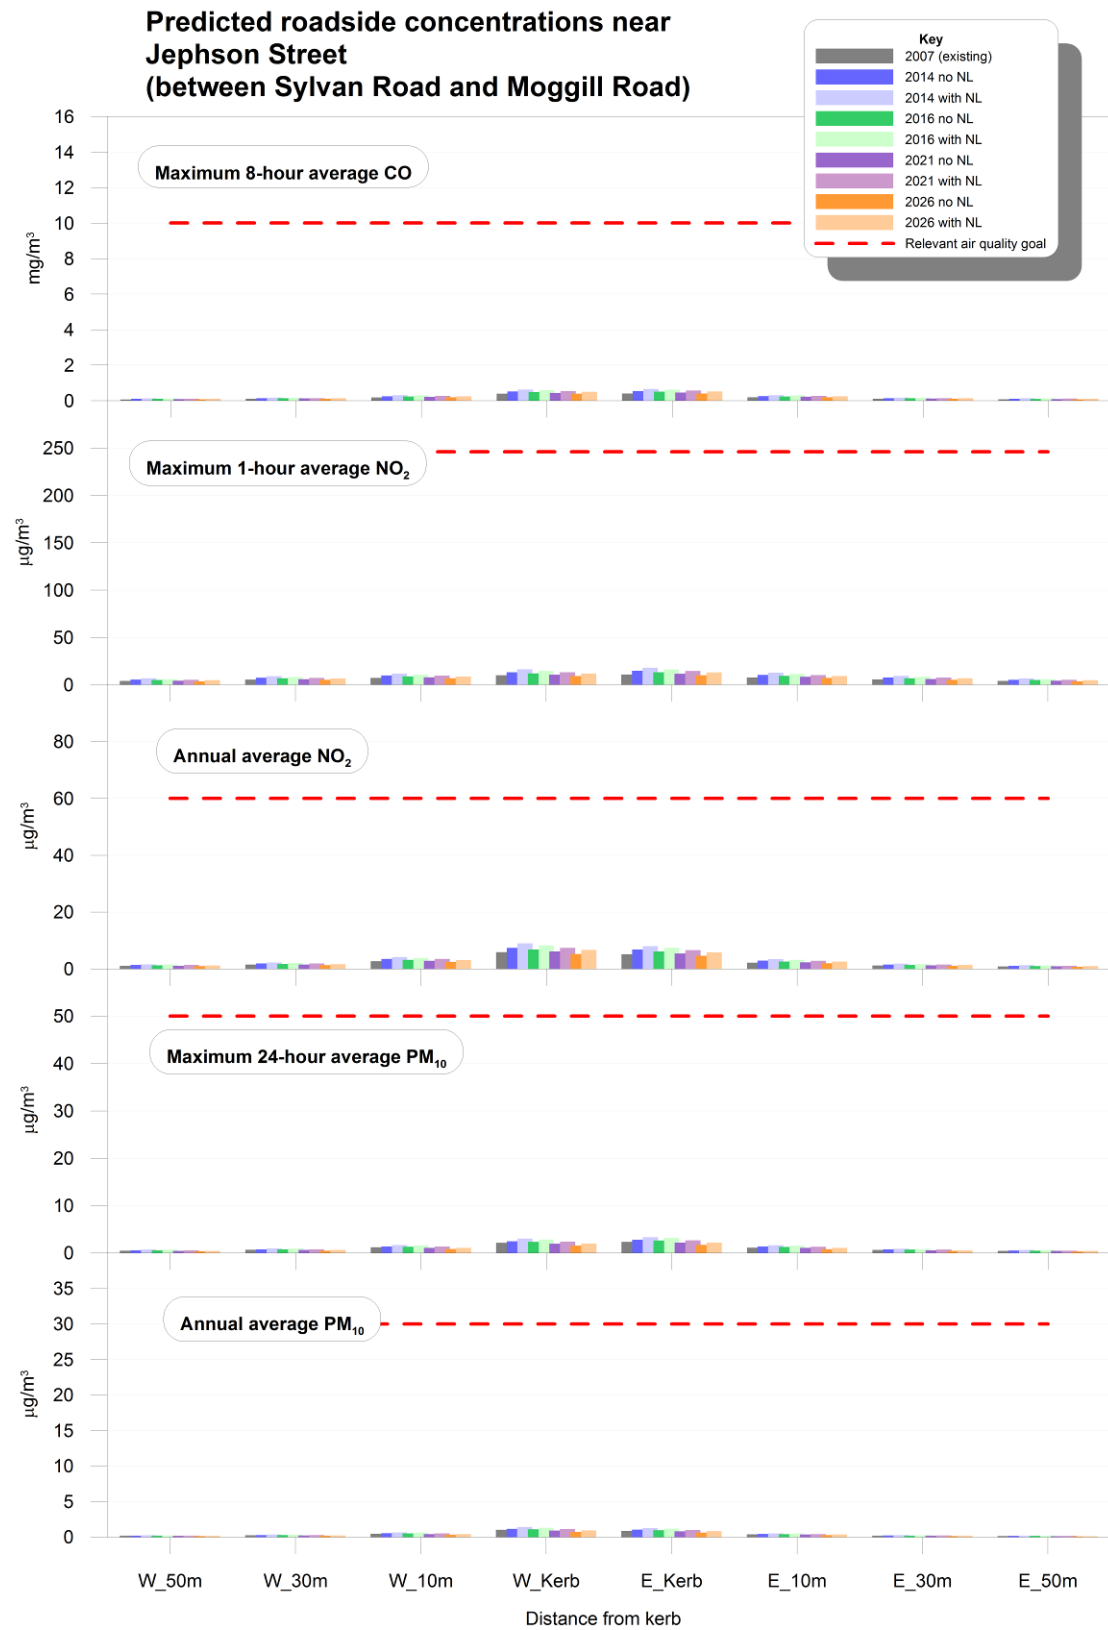 Predicted roadside concentrations near
Jephson Street
(between Sylvan Road and Moggill Road)
Key
2007 (existing)
2014 no NL
2014 with NL
2016 no NL
2016 with NL
2021 no NL
2021 with NL
2026 no NL
2026 with NL
Relevant air quality goal
Maximum 8-hour average CO
mg/m³
16
14
12
10
8
6
4
2
0
Maximum 1-hour average NO₂
µg/m³
250
200
150
100
50
0
Annual average NO₂
µg/m³
80
60
40
20
0
Maximum 24-hour average PM₁₀
µg/m³
50
40
30
20
10
0
Annual average PM₁₀
µg/m³
35
30
25
20
15
10
5
0
W_50m W_30m W_10m W_Kerb E_Kerb E_10m E_30m E_50m
Distance from kerb